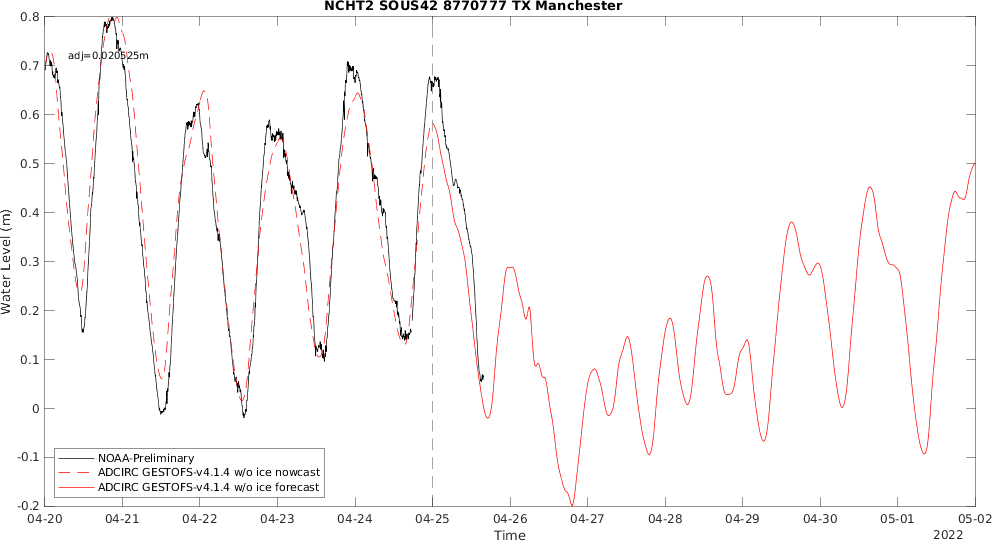 NCHT2 SOUS42 8770777 TX Manchester
0.8
0.7
0.6
0.5
0.4
0.3
0.2
0.1
0
-0.1
-0.2
Water Level (m)
adj=0.020525m
NOAA-Preliminary
ADCIRC GESTOFS-v4.1.4 w/o ice nowcast
ADCIRC GESTOFS-v4.1.4 w/o ice forecast
04-20 04-21 04-22 04-23 04-24 04-25 04-26 04-27 04-28 04-29 04-30 05-01 05-02
Time
2022